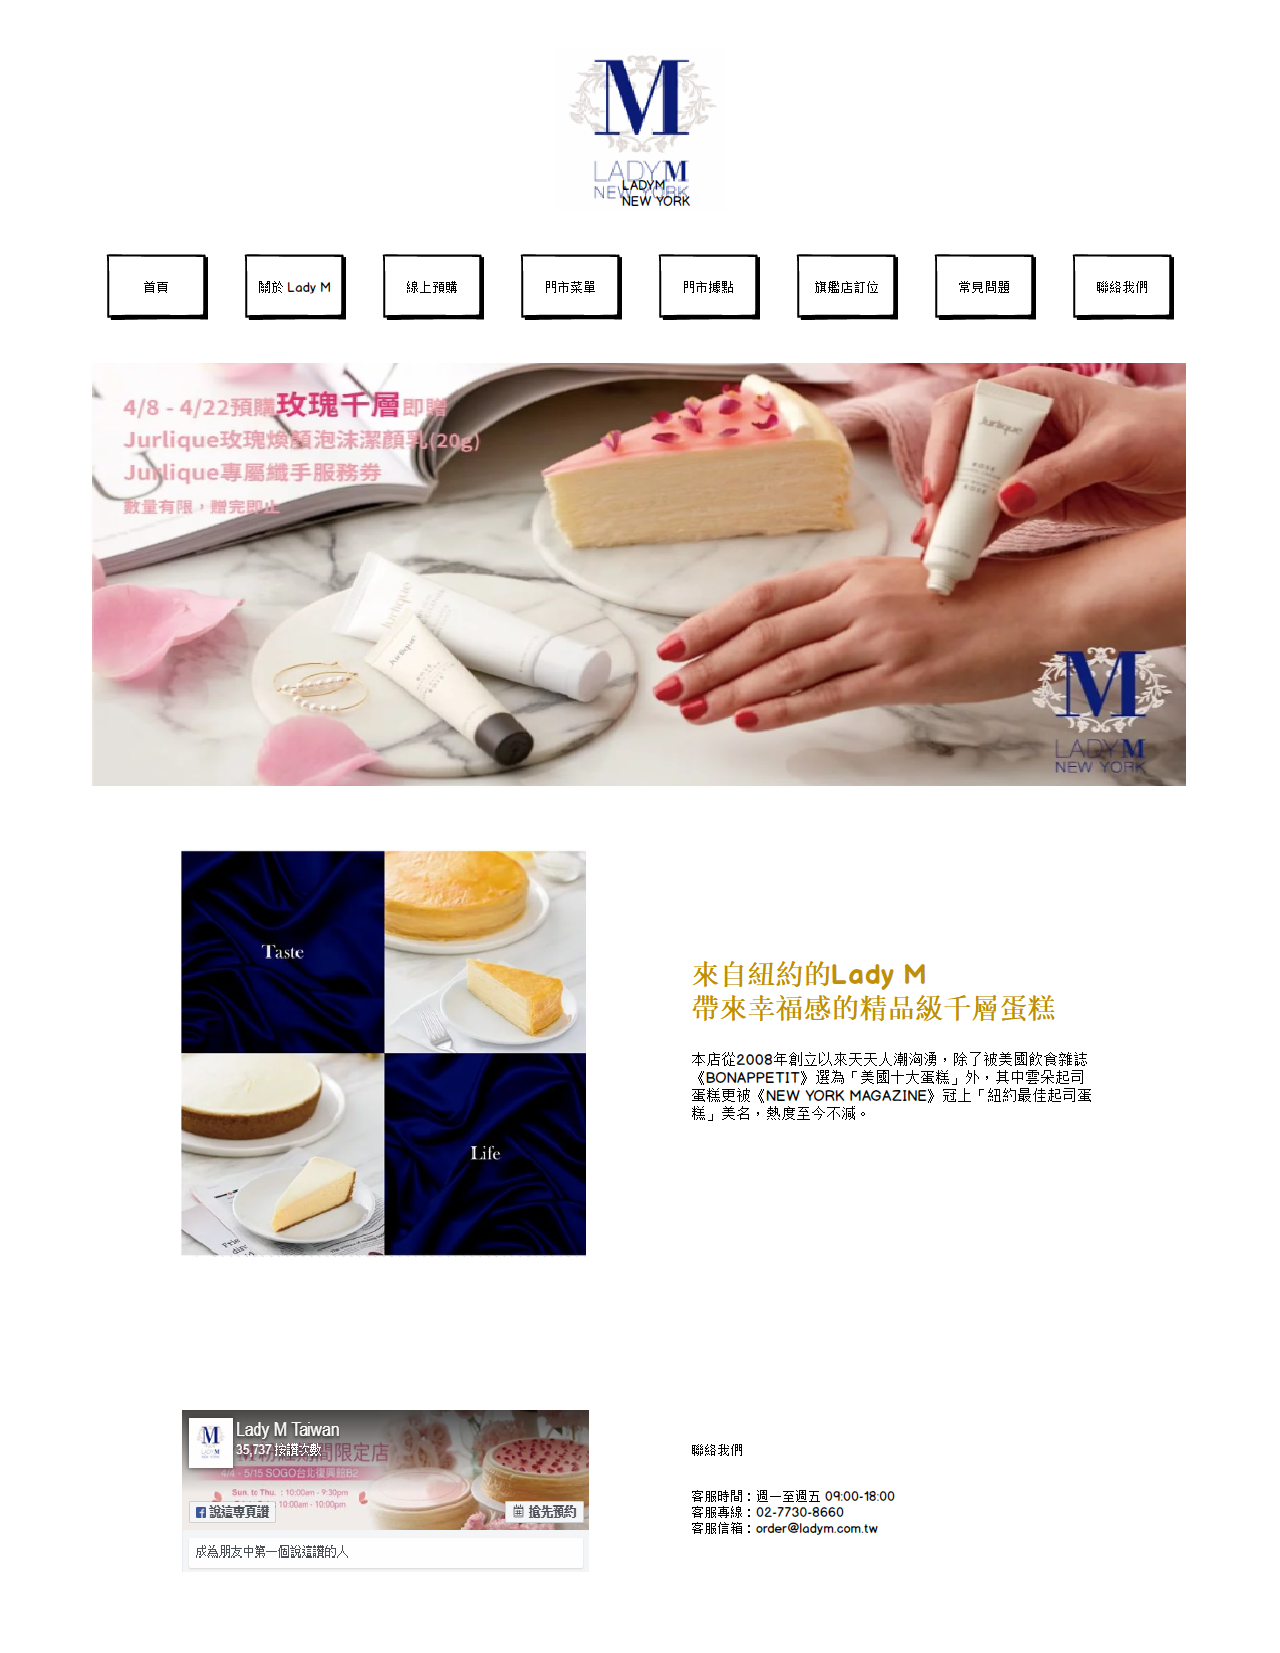 M
LADYM
NEW YORK
LADYM
NEW YORK
首頁
關於 Lady M
線上預購
門市菜單
門市據點
旗艦店訂位
常見問題
聯絡我們
4/8 - 4/22預購玫瑰千層即贈
Jurlique玫瑰煥顏泡沫潔顏乳(20g)
Jurlique專屬纖手服務券
數量有限，贈完即止
Jurlique
ROSE
Jurlique
Jurlique
M
LADYM
NEW YORK
Taste
Life
來自紐約的Lady M
帶來幸福感的精品級千層蛋糕
本店從2008年創立以來天天人潮洶湧，除了被美國飲食雜誌
《BONAPPETIT》選為「美國十大蛋糕」外，其中雲朵起司
蛋糕更被《NEW YORK MAGAZINE》冠上「紐約最佳起司蛋
糕」美名，熱度至今不減。
M
Lady M Taiwan
35,737 按讚次數
期間限定店
4/4 - 5/15 SOGO台北復興館B2
Sun. to Thu. : 10:00am - 9:30pm
: 10:00am - 10:00pm
說這專頁讚
搶先預約
成為朋友中第一個說這讚的人
聯絡我們
客服時間：週一至週五 09:00-18:00
客服專線：02-7730-8660
客服信箱：order@ladym.com.tw